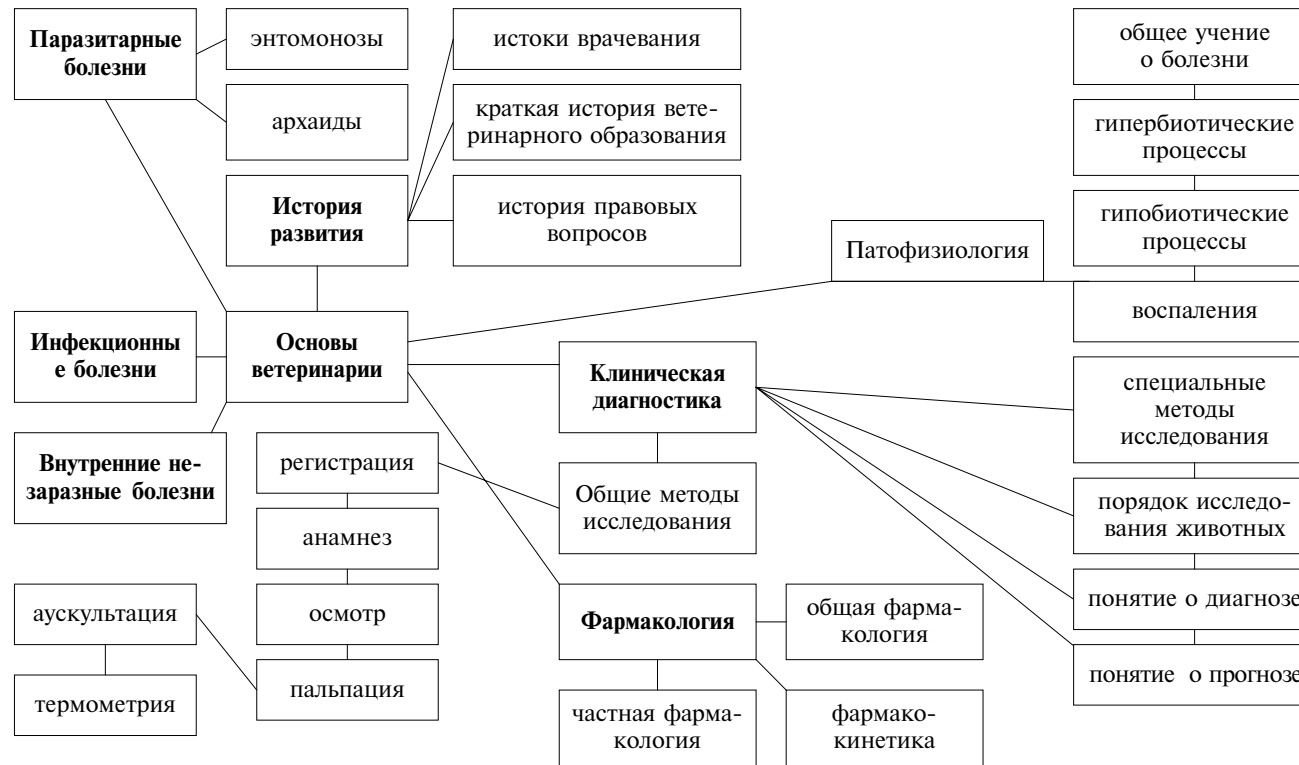 Паразитарные
болезни
энтомонозы
архаиды
истоки врачевания
краткая история вете-
ринарного образования
История
развития
история правовых
вопросов
общее учение
о болезни
гипербиотические
процессы
гипобиотические
процессы
воспаления
Патофизиология
Инфекционны
е болезни
Основы
ветеринарии
Внутренние не-
заразные болезни
Клиническая
диагностика
специальные
методы
исследования
порядок исследо-
вания животных
понятие о диагнозе
понятие о прогнозе
Общие методы
исследования
регистрация
анамнез
осмотр
пальпация
аускультация
термометрия
Фармакология
общая фарма-
кология
частная фарма-
кология
фармако-
кинетика